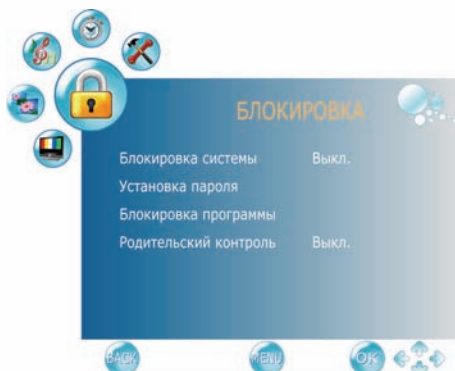 БЛОКИРОВКА
Блокировка системы Выкл.
Установка пароля
Блокировка программы
Родительский контроль Выкл.
BACK MENU OK